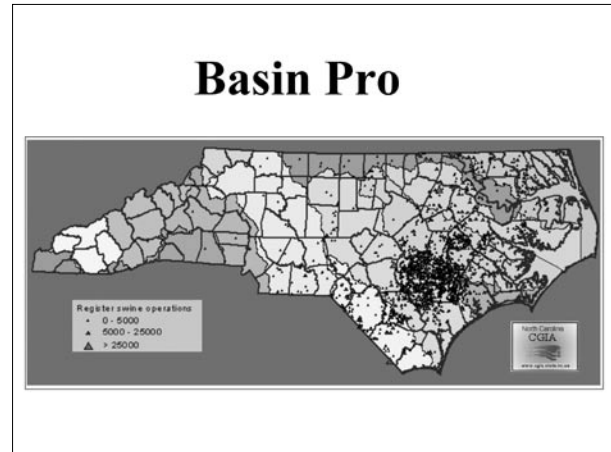 Basin Pro
Register swine operations
0 - 5000
5000 - 25000
> 25000
North Carolina
CGIA